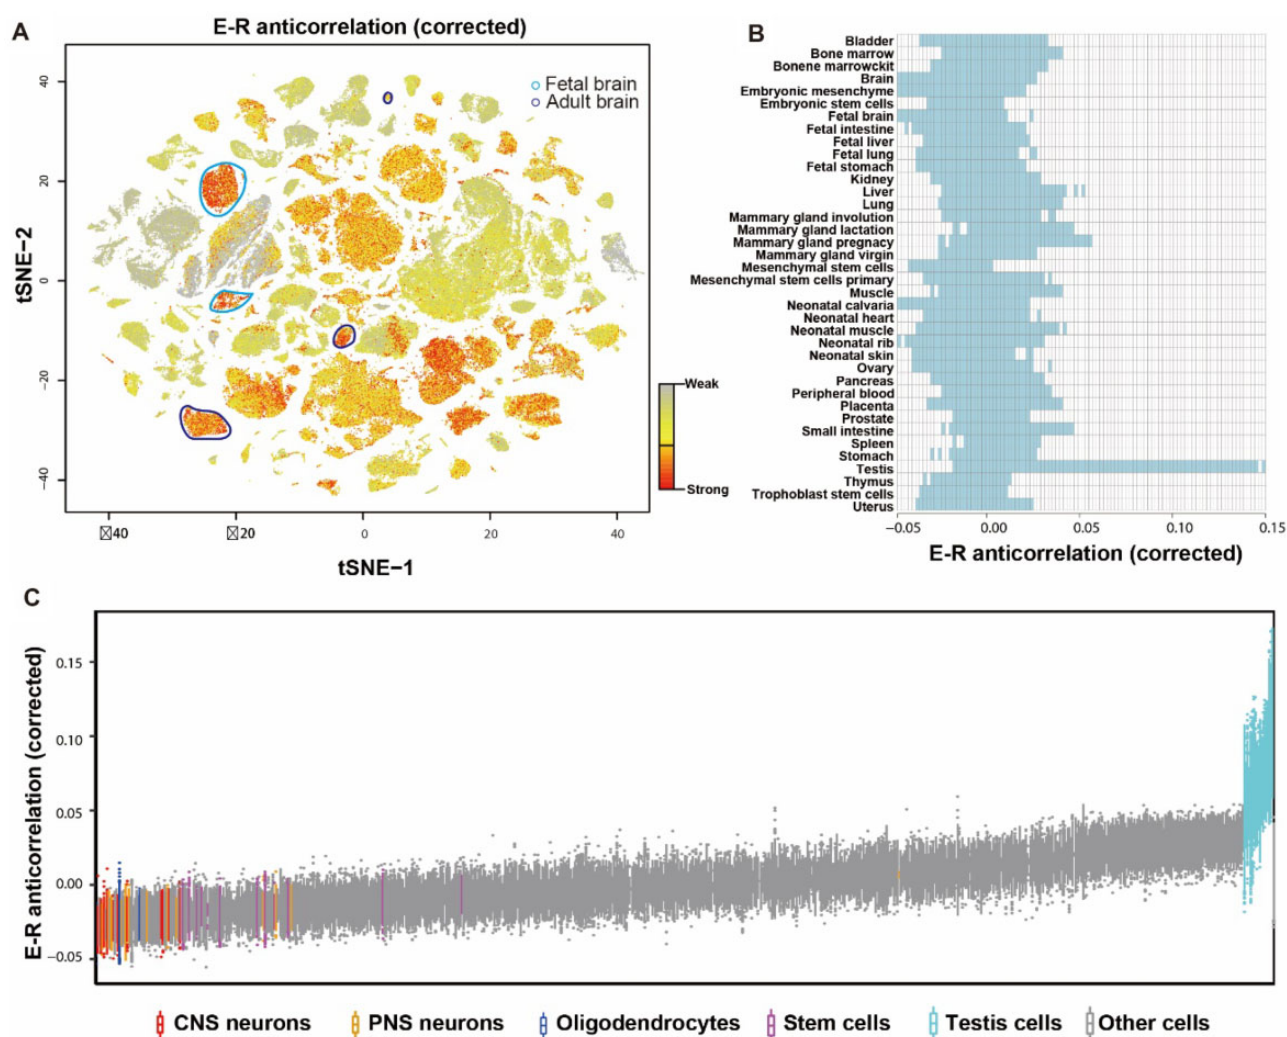 A
E-R anticorrelation (corrected)
Fetal brain
Adult brain
40
20
0
−20
−40
tSNE-2
40
20
0
20
40
tSNE−1
Weak
Strong
B
Bladder
Bone marrow
Bonene marrowckit
Brain
Embryonic mesenchyme
Embryonic stem cells
Fetal brain
Fetal intestine
Fetal liver
Fetal lung
Fetal stomach
Kidney
Liver
Lung
Mammary gland involution
Mammary gland lactation
Mammary gland pregnacy
Mammary gland virgin
Mesenchymal stem cells
Mesenchymal stem cells primary
Muscle
Neonatal calvaria
Neonatal heart
Neonatal muscle
Neonatal rib
Neonatal skin
Ovary
Pancreas
Peripheral blood
Placenta
Prostate
Small intestine
Spleen
Stomach
Testis
Thymus
Trophoblast stem cells
Uterus
−0.05 0.00 0.05 0.10 0.15
E-R anticorrelation (corrected)
C
E-R anticorrelation (corrected)
0.15
0.10
0.05
0.00
−0.05
CNS neurons PNS neurons Oligodendrocytes Stem cells Testis cells Other cells